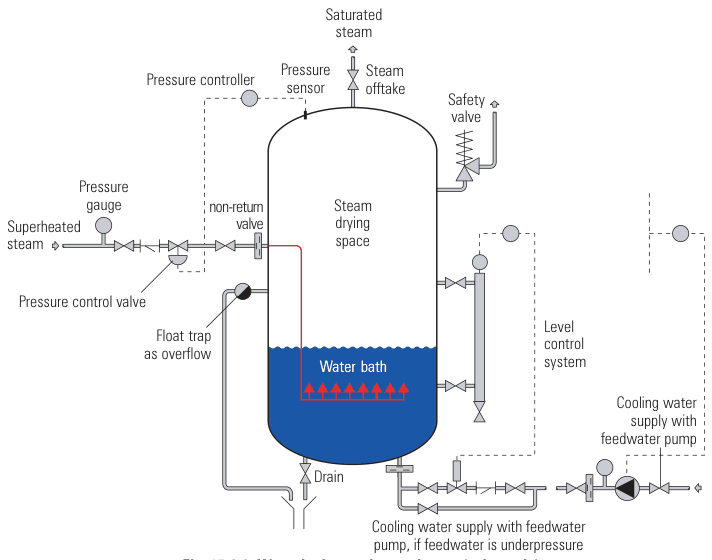 Saturated
steam
Pressure controller
Pressure
sensor
Steam
offtake
Safety
valve
Pressure
gauge
non-return
valve
Superheated
steam
Steam
drying
space
Pressure control valve
Float trap
as overflow
Water bath
Level
control
system
Cooling water
supply with
feedwater pump
Drain
Cooling water supply with feedwater
pump, if feedwater is underpressure